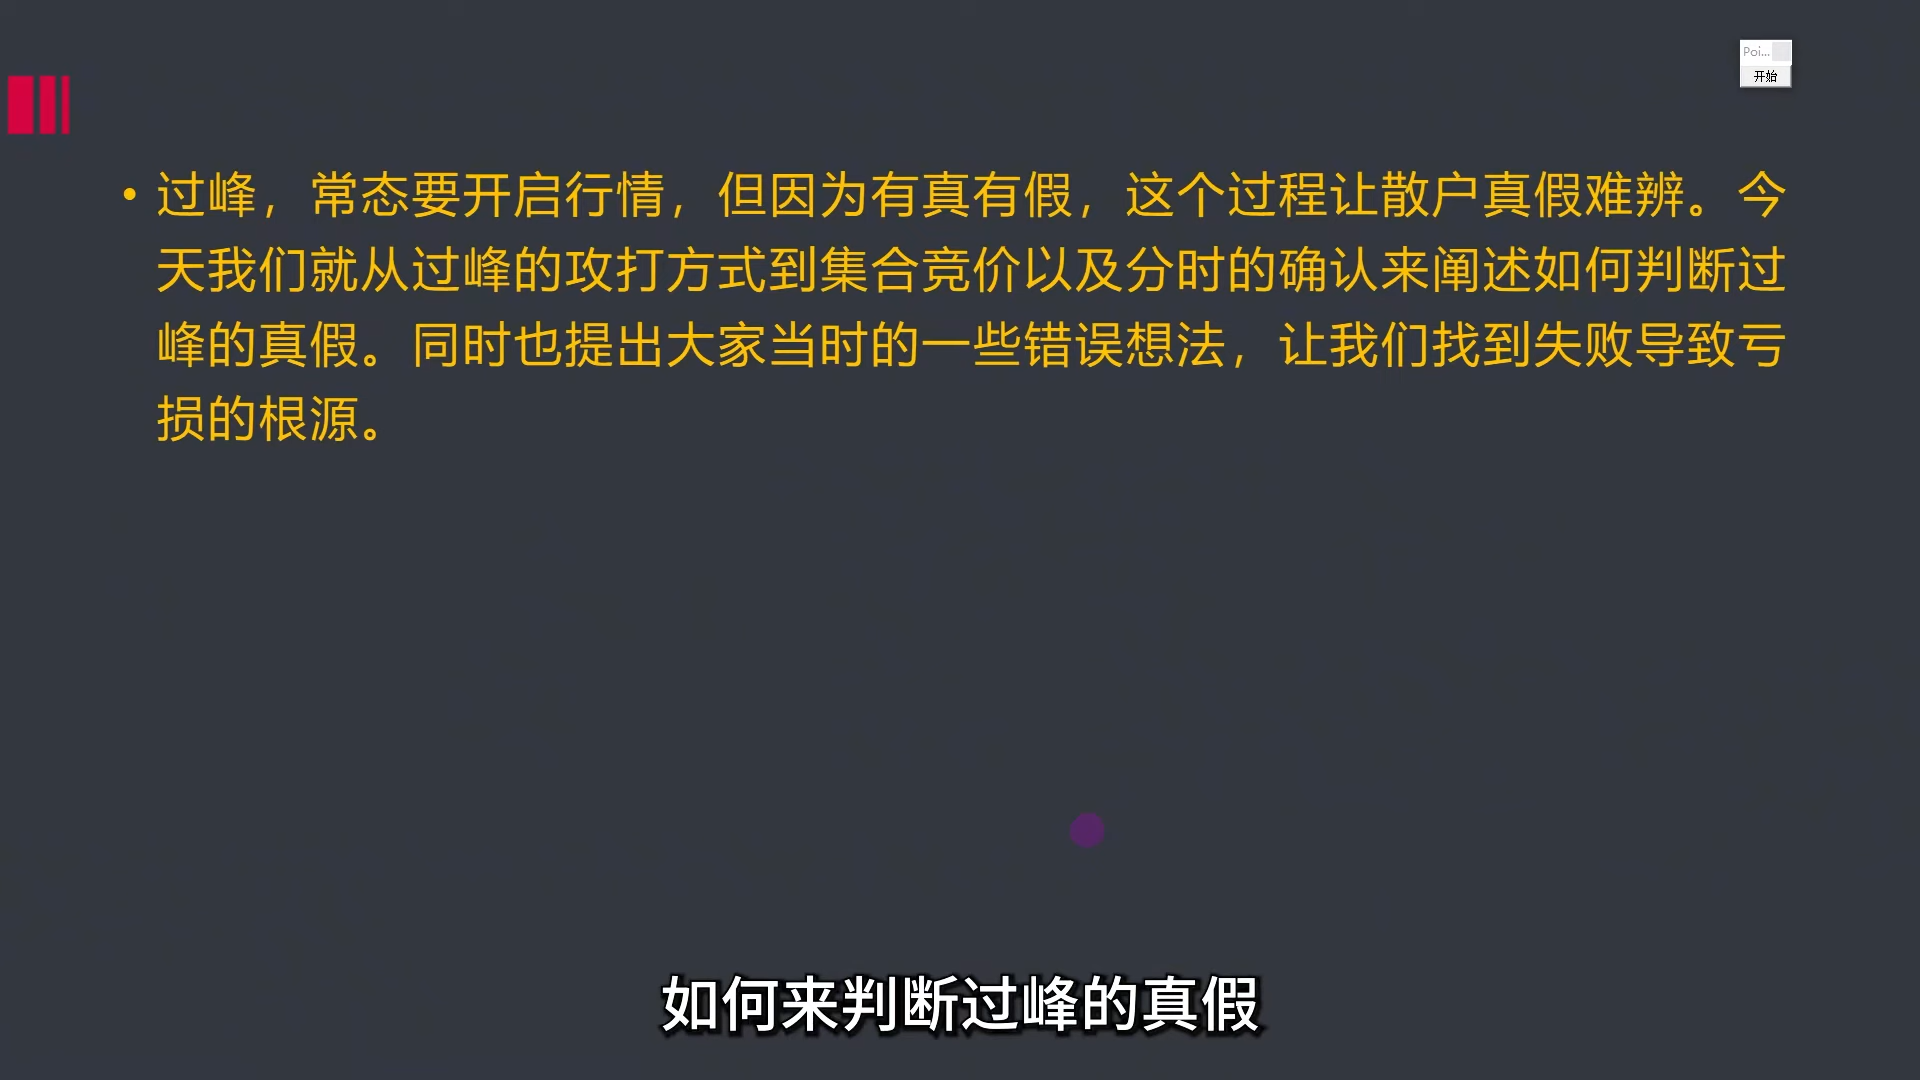 Poi...
开始
• 过峰，常态要开启行情，但因为有真有假，这个过程让散户真假难辨。今
天我们就从过峰的攻打方式到集合竞价以及分时的确认来阐述如何判断过
峰的真假。同时也提出大家当时的一些错误想法，让我们找到失败导致亏
损的根源。
如何来判断过峰的真假